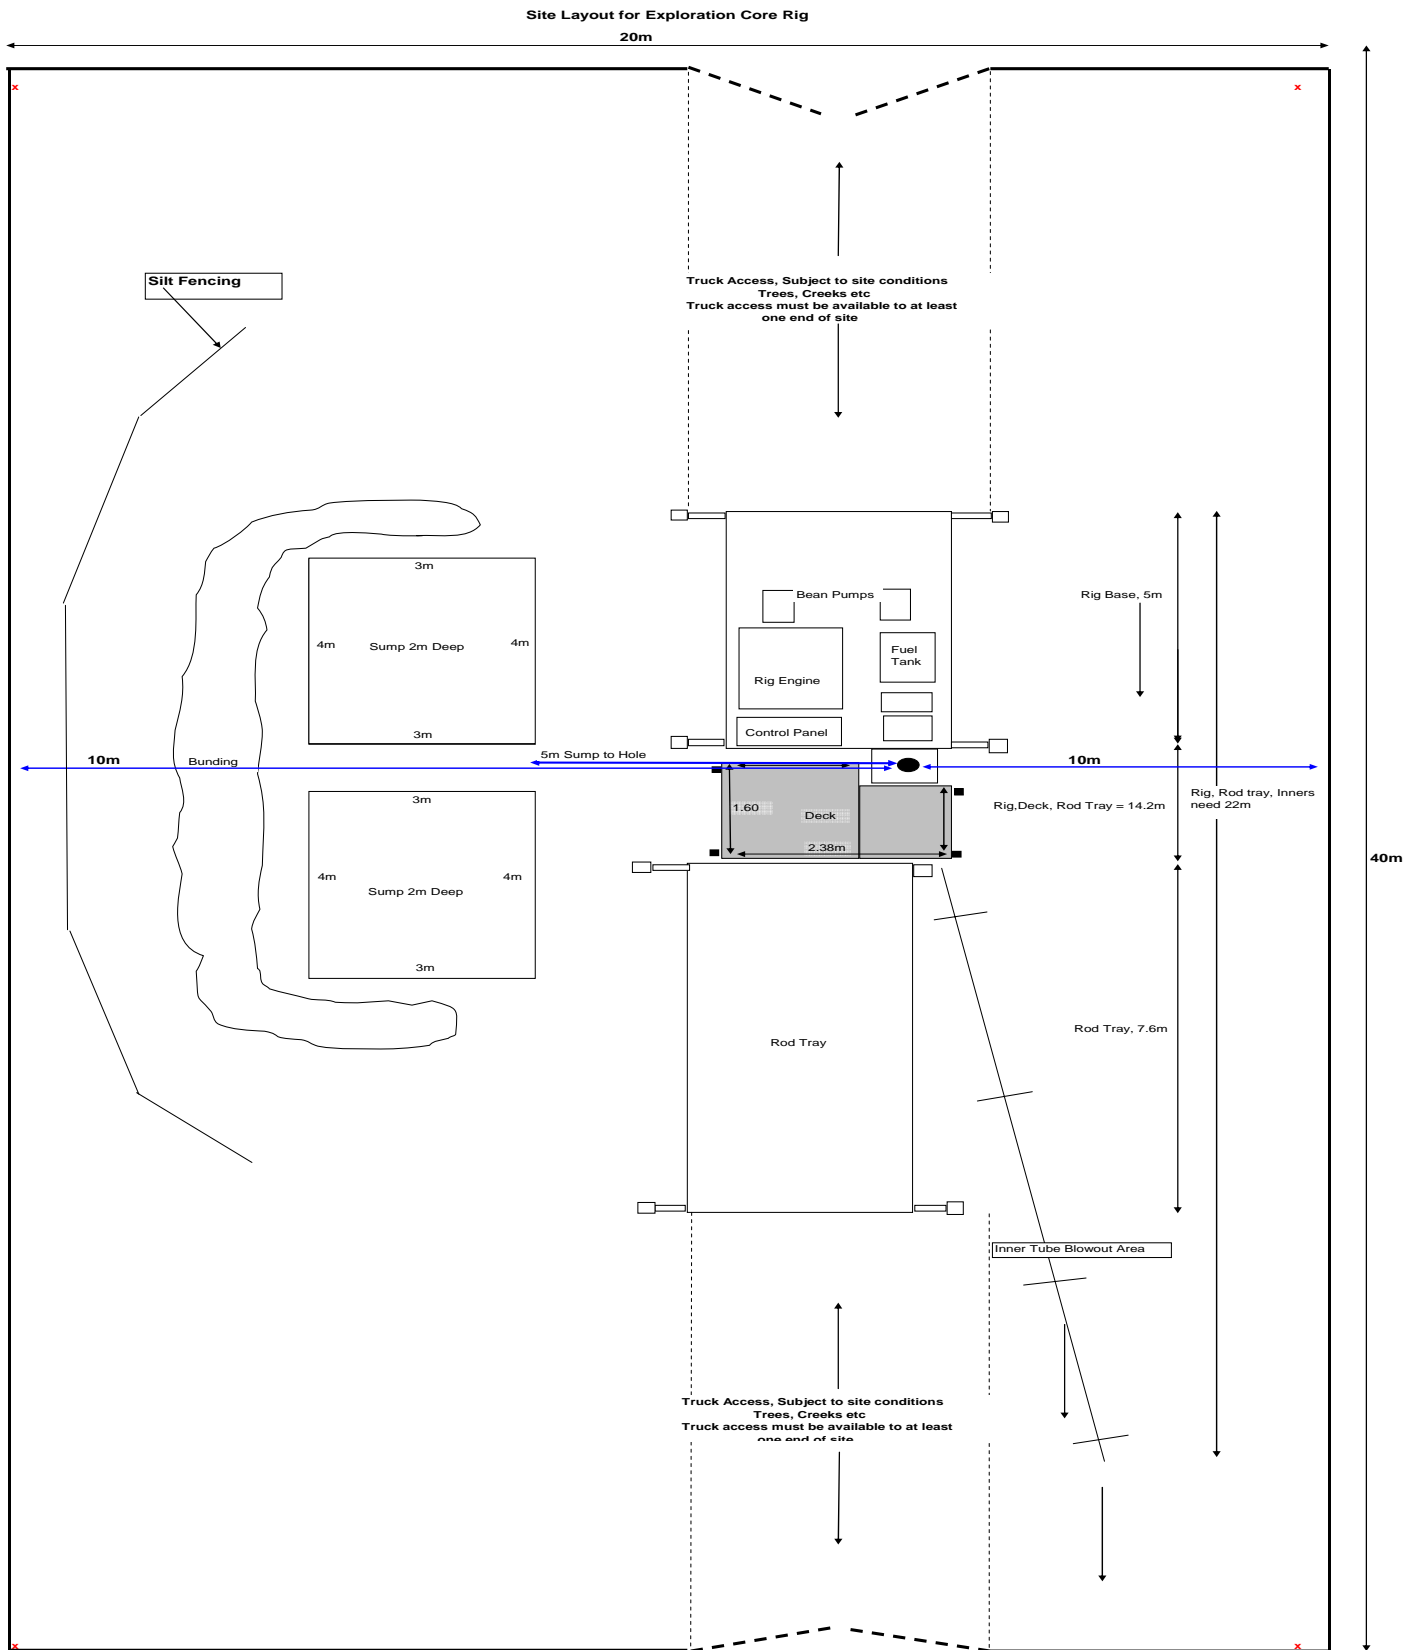 Site Layout for Exploration Core Rig
20m
x
x
Silt Fencing
Truck Access, Subject to site conditions
Trees, Creeks etc
Truck access must be available to at least
one end of site
3m
4m
Sump 2m Deep
4m
3m
Bean Pumps
Rig Engine
Fuel
Tank
Control Panel
Rig Base, 5m
5m Sump to Hole
10m
Bunding
10m
3m
4m
Sump 2m Deep
4m
3m
1.60
Deck
2.38m
Rig,Deck, Rod Tray = 14.2m
Rig, Rod tray, Inners
need 22m
40m
Rod Tray
Rod Tray, 7.6m
Inner Tube Blowout Area
Truck Access, Subject to site conditions
Trees, Creeks etc
Truck access must be available to at least
one end of site
x
x